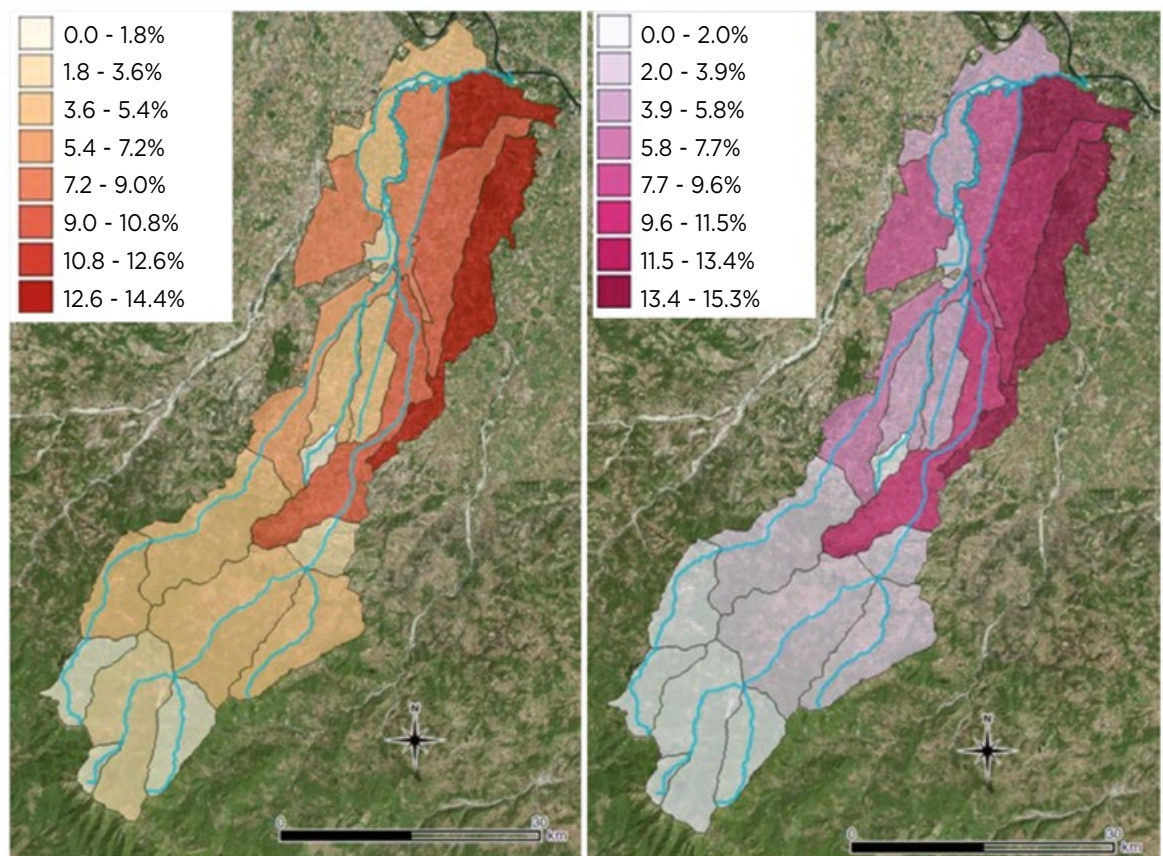 0.0 - 1.8%
1.8 - 3.6%
3.6 - 5.4%
5.4 - 7.2%
7.2 - 9.0%
9.0 - 10.8%
10.8 - 12.6%
12.6 - 14.4%
N
0 30
km
0.0 - 2.0%
2.0 - 3.9%
3.9 - 5.8%
5.8 - 7.7%
7.7 - 9.6%
9.6 - 11.5%
11.5 - 13.4%
13.4 - 15.3%
N
0 30
km